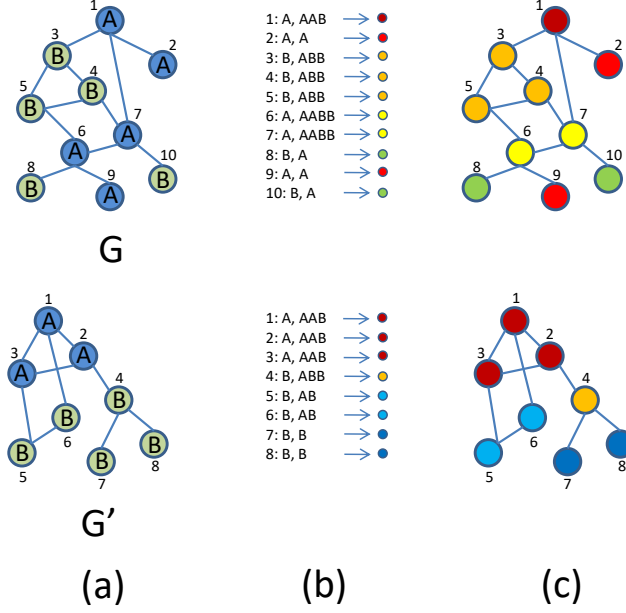 1
2
A
A
3
B
4
B
5
B
7
A
6
A
8
B
9
A
10
B
G
1: A, AAB
2: A, A
3: B, ABB
4: B, ABB
5: B, ABB
6: A, AABB
7: A, AABB
8: B, A
9: A, A
10: B, A
1
2
3
4
5
7
6
8
9
10
1
A
2
A
3
A
4
B
B
6
B
5
B
7
B
8
G'
1: A, AAB
2: A, AAB
3: A, AAB
4: B, ABB
5: B, AB
6: B, AB
7: B, B
8: B, B
1
2
3
4
6
5
7
8
(a)
(b)
(c)